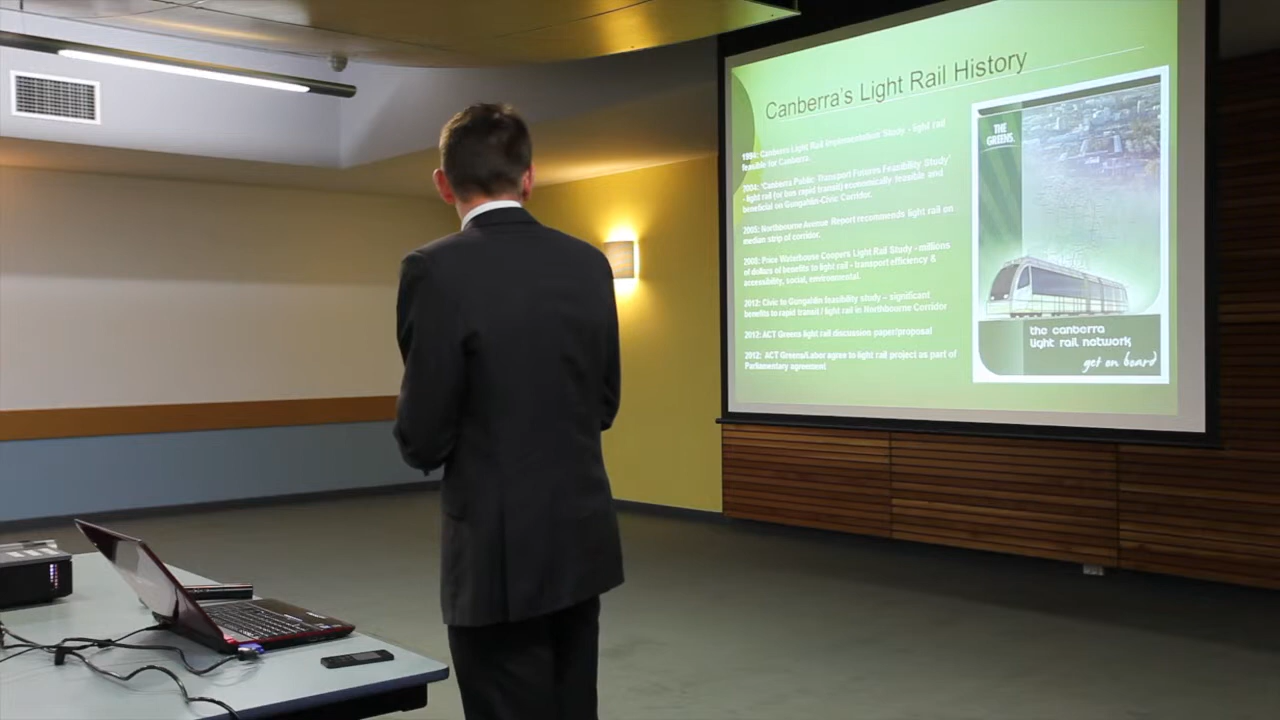 Canberra's Light Rail History
1994: Canberra Light Rail Implementation Study - light rail
feasible for Canberra.
2004: 'Canberra Public Transport Futures Feasibility Study'
- light rail (or bus rapid transit) economically feasible and
beneficial on Gungahlin-Civic Corridor.
2005: Northbourne Avenue Report recommends light rail on
median strip of corridor.
2008: Price Waterhouse Coopers Light Rail Study - millions
of dollars of benefits to light rail - transport efficiency &
accessibility, social, environmental.
2012: Civic to Gungahlin feasibility study – significant
benefits to rapid transit / light rail in Northbourne Corridor
2012: ACT Greens light rail discussion paper/proposal
2012: ACT Greens/Labor agree to light rail project as part of
Parliamentary agreement
THE
GREENS
the canberra
light rail network
get on board